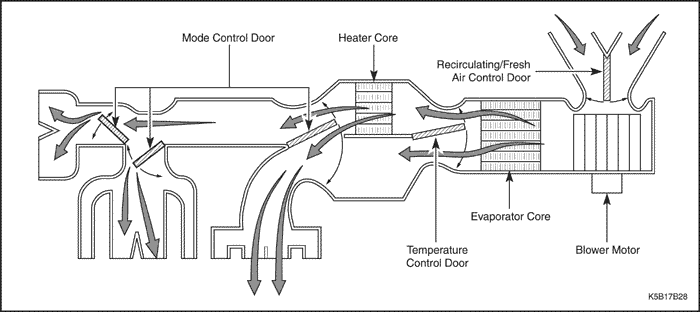 Mode Control Door
Heater Core
Recirculating/Fresh
Air Control Door
Evaporator Core
Temperature
Control Door
Blower Motor
K5B17B28